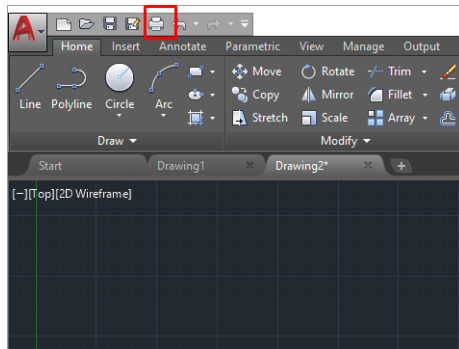 A
Home Insert Annotate Parametric View Manage Output
Move Rotate Trim
Line Polyline Circle Arc Copy Mirror Fillet
Stretch Scale Array
Draw Modify
Start Drawing1 Drawing2*
[−][Top][2D Wireframe]